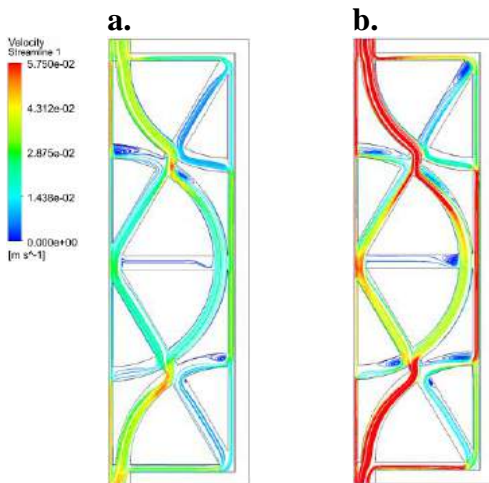 a.
b.
Velocity
Streamline 1
5.750e-02
4.312e-02
2.875e-02
1.438e-02
0.000e+00
[m s^-1]